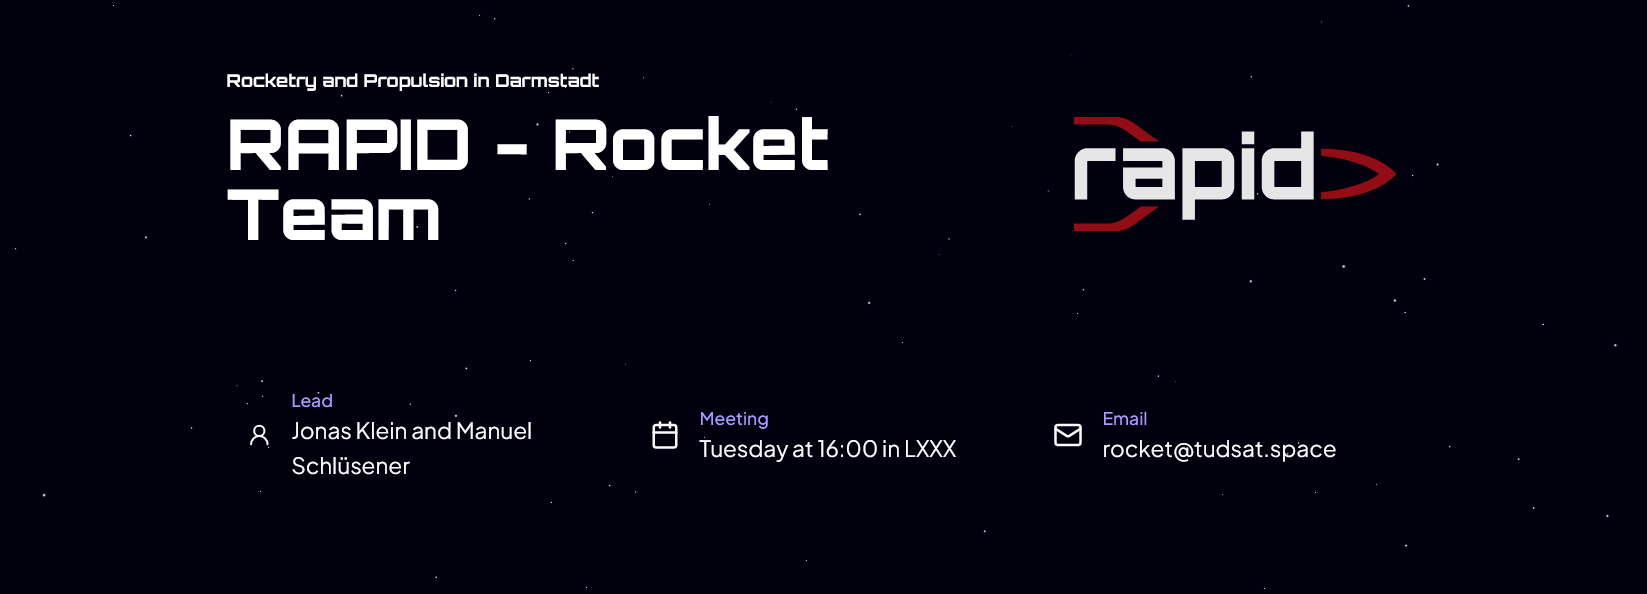 Rocketry and Propulsion in Darmstadt
RAPID - Rocket
Team
rapid
Lead
Jonas Klein and Manuel
Schlüsener
Meeting
Tuesday at 16:00 in LXXX
Email
rocket@tudsat.space